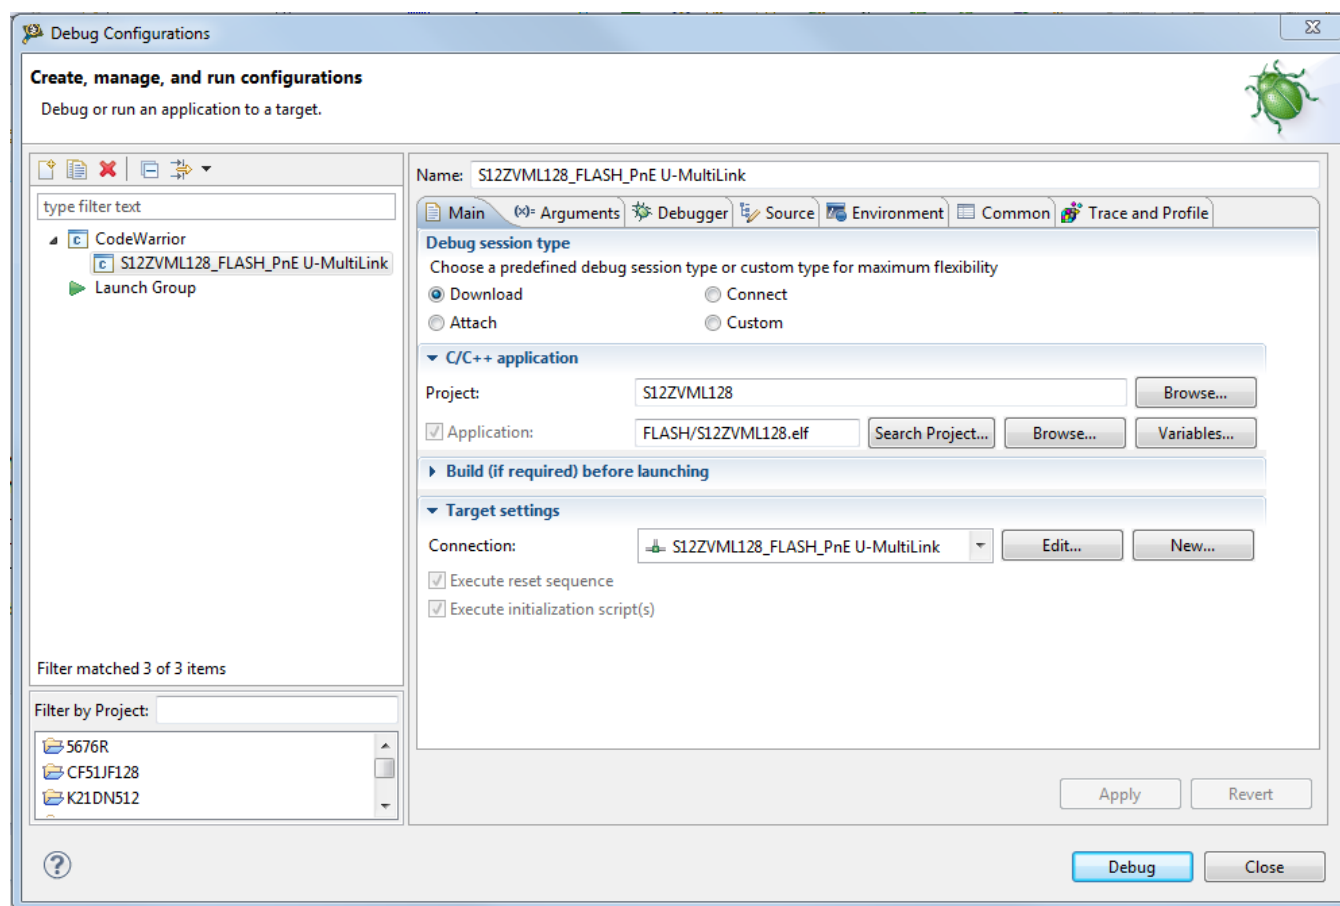 Debug Configurations
Create, manage, and run configurations
Debug or run an application to a target.
type filter text
CodeWarrior
S12ZVML128_FLASH_PnE U-MultiLink
Launch Group
Filter matched 3 of 3 items
Filter by Project:
5676R
CF51JF128
K21DN512
Name: S12ZVML128_FLASH_PnE U-MultiLink
Main (x)= Arguments Debugger Source Environment Common Trace and Profile
Debug session type
Choose a predefined debug session type or custom type for maximum flexibility
Download Connect
Attach Custom
C/C++ application
Project: S12ZVML128 Browse...
Application: FLASH/S12ZVML128.elf Search Project... Browse... Variables...
Build (if required) before launching
Target settings
Connection: S12ZVML128_FLASH_PnE U-MultiLink Edit... New...
Execute reset sequence
Execute initialization script(s)
Apply Revert
? Debug Close